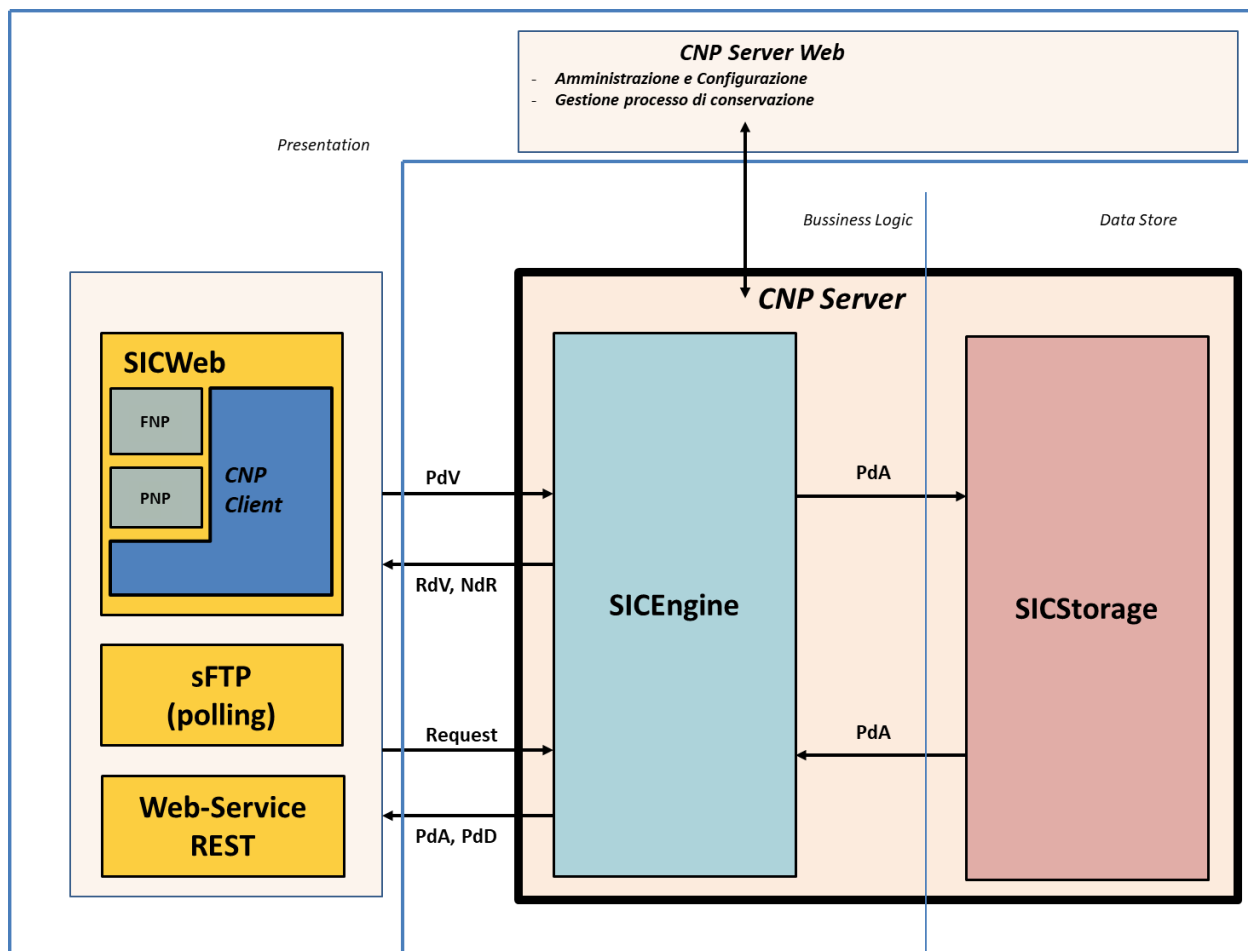 CNP Server Web
- Amministrazione e Configurazione
- Gestione processo di conservazione
Presentation
Bussiness Logic
Data Store
CNP Server
SICWeb
FNP
PNP
CNP
Client
sFTP
(polling)
Web-Service
REST
PdV
RdV, NdR
Request
PdA, PdD
SICEngine
PdA
PdA
SICStorage